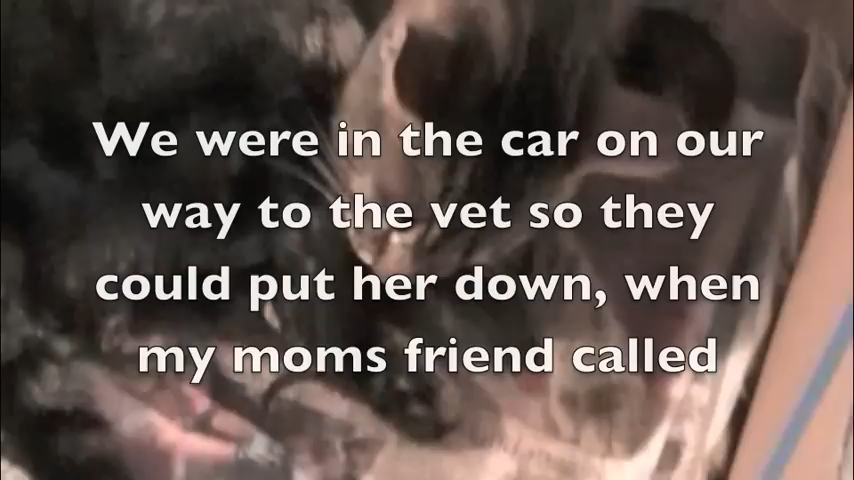 We were in the car on our
way to the vet so they
could put her down, when
my moms friend called